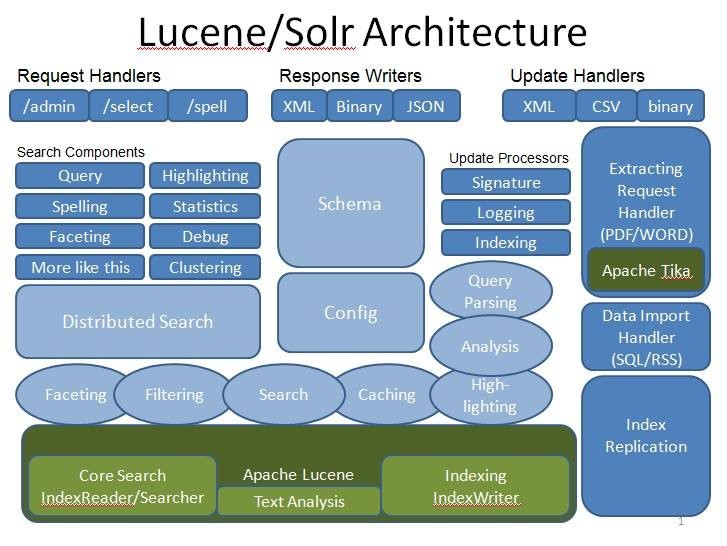 Lucene/Solr Architecture
Request Handlers
Response Writers
Update Handlers
/admin
/select
/spell
XML
Binary
JSON
XML
CSV
binary
Search Components
Query
Highlighting
Spelling
Statistics
Faceting
Debug
More like this
Clustering
Distributed Search
Schema
Config
Update Processors
Signature
Logging
Indexing
Query
Parsing
Analysis
High-
lighting
Extracting
Request
Handler
(PDF/WORD)
Apache Tika
Data Import
Handler
(SQL/RSS)
Index
Replication
Faceting
Filtering
Search
Caching
Core Search
IndexReader/Searcher
Apache Lucene
Text Analysis
Indexing
IndexWriter
1